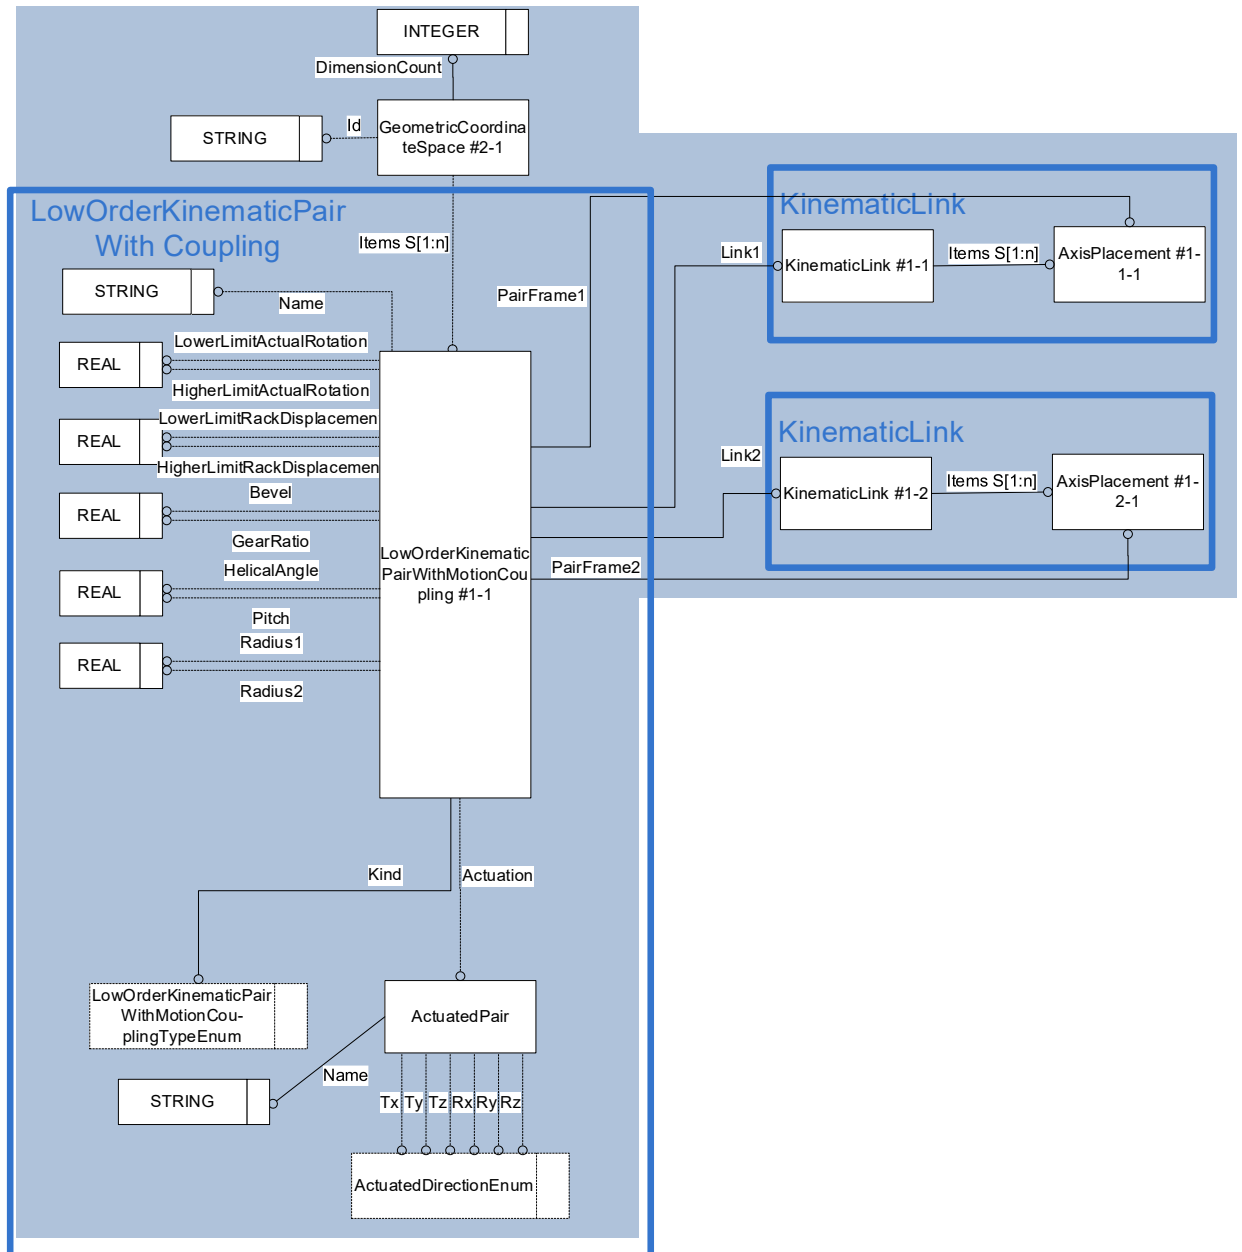 INTEGER
DimensionCount
STRING
Id
GeometricCoordina
teSpace #2-1
Items S[1:n]
LowOrderKinematicPair
With Coupling
STRING
Name
REAL
LowerLimitActualRotation
HigherLimitActualRotation
REAL
LowerLimitRackDisplacemen
HigherLimitRackDisplacemen
REAL
Bevel
GearRatio
REAL
HelicalAngle
Pitch
REAL
Radius1
Radius2
LowOrderKinematic
PairWithMotionCou
pling #1-1
PairFrame1
Link1
KinematicLink
KinematicLink #1-1
Items S[1:n]
AxisPlacement #1-
1-1
Link2
PairFrame2
KinematicLink
KinematicLink #1-2
Items S[1:n]
AxisPlacement #1-
2-1
Kind
Actuation
LowOrderKinematicPair
WithMotionCou-
plingTypeEnum
ActuatedPair
STRING
Name
Tx
Ty
Tz
Rx
Ry
Rz
ActuatedDirectionEnum